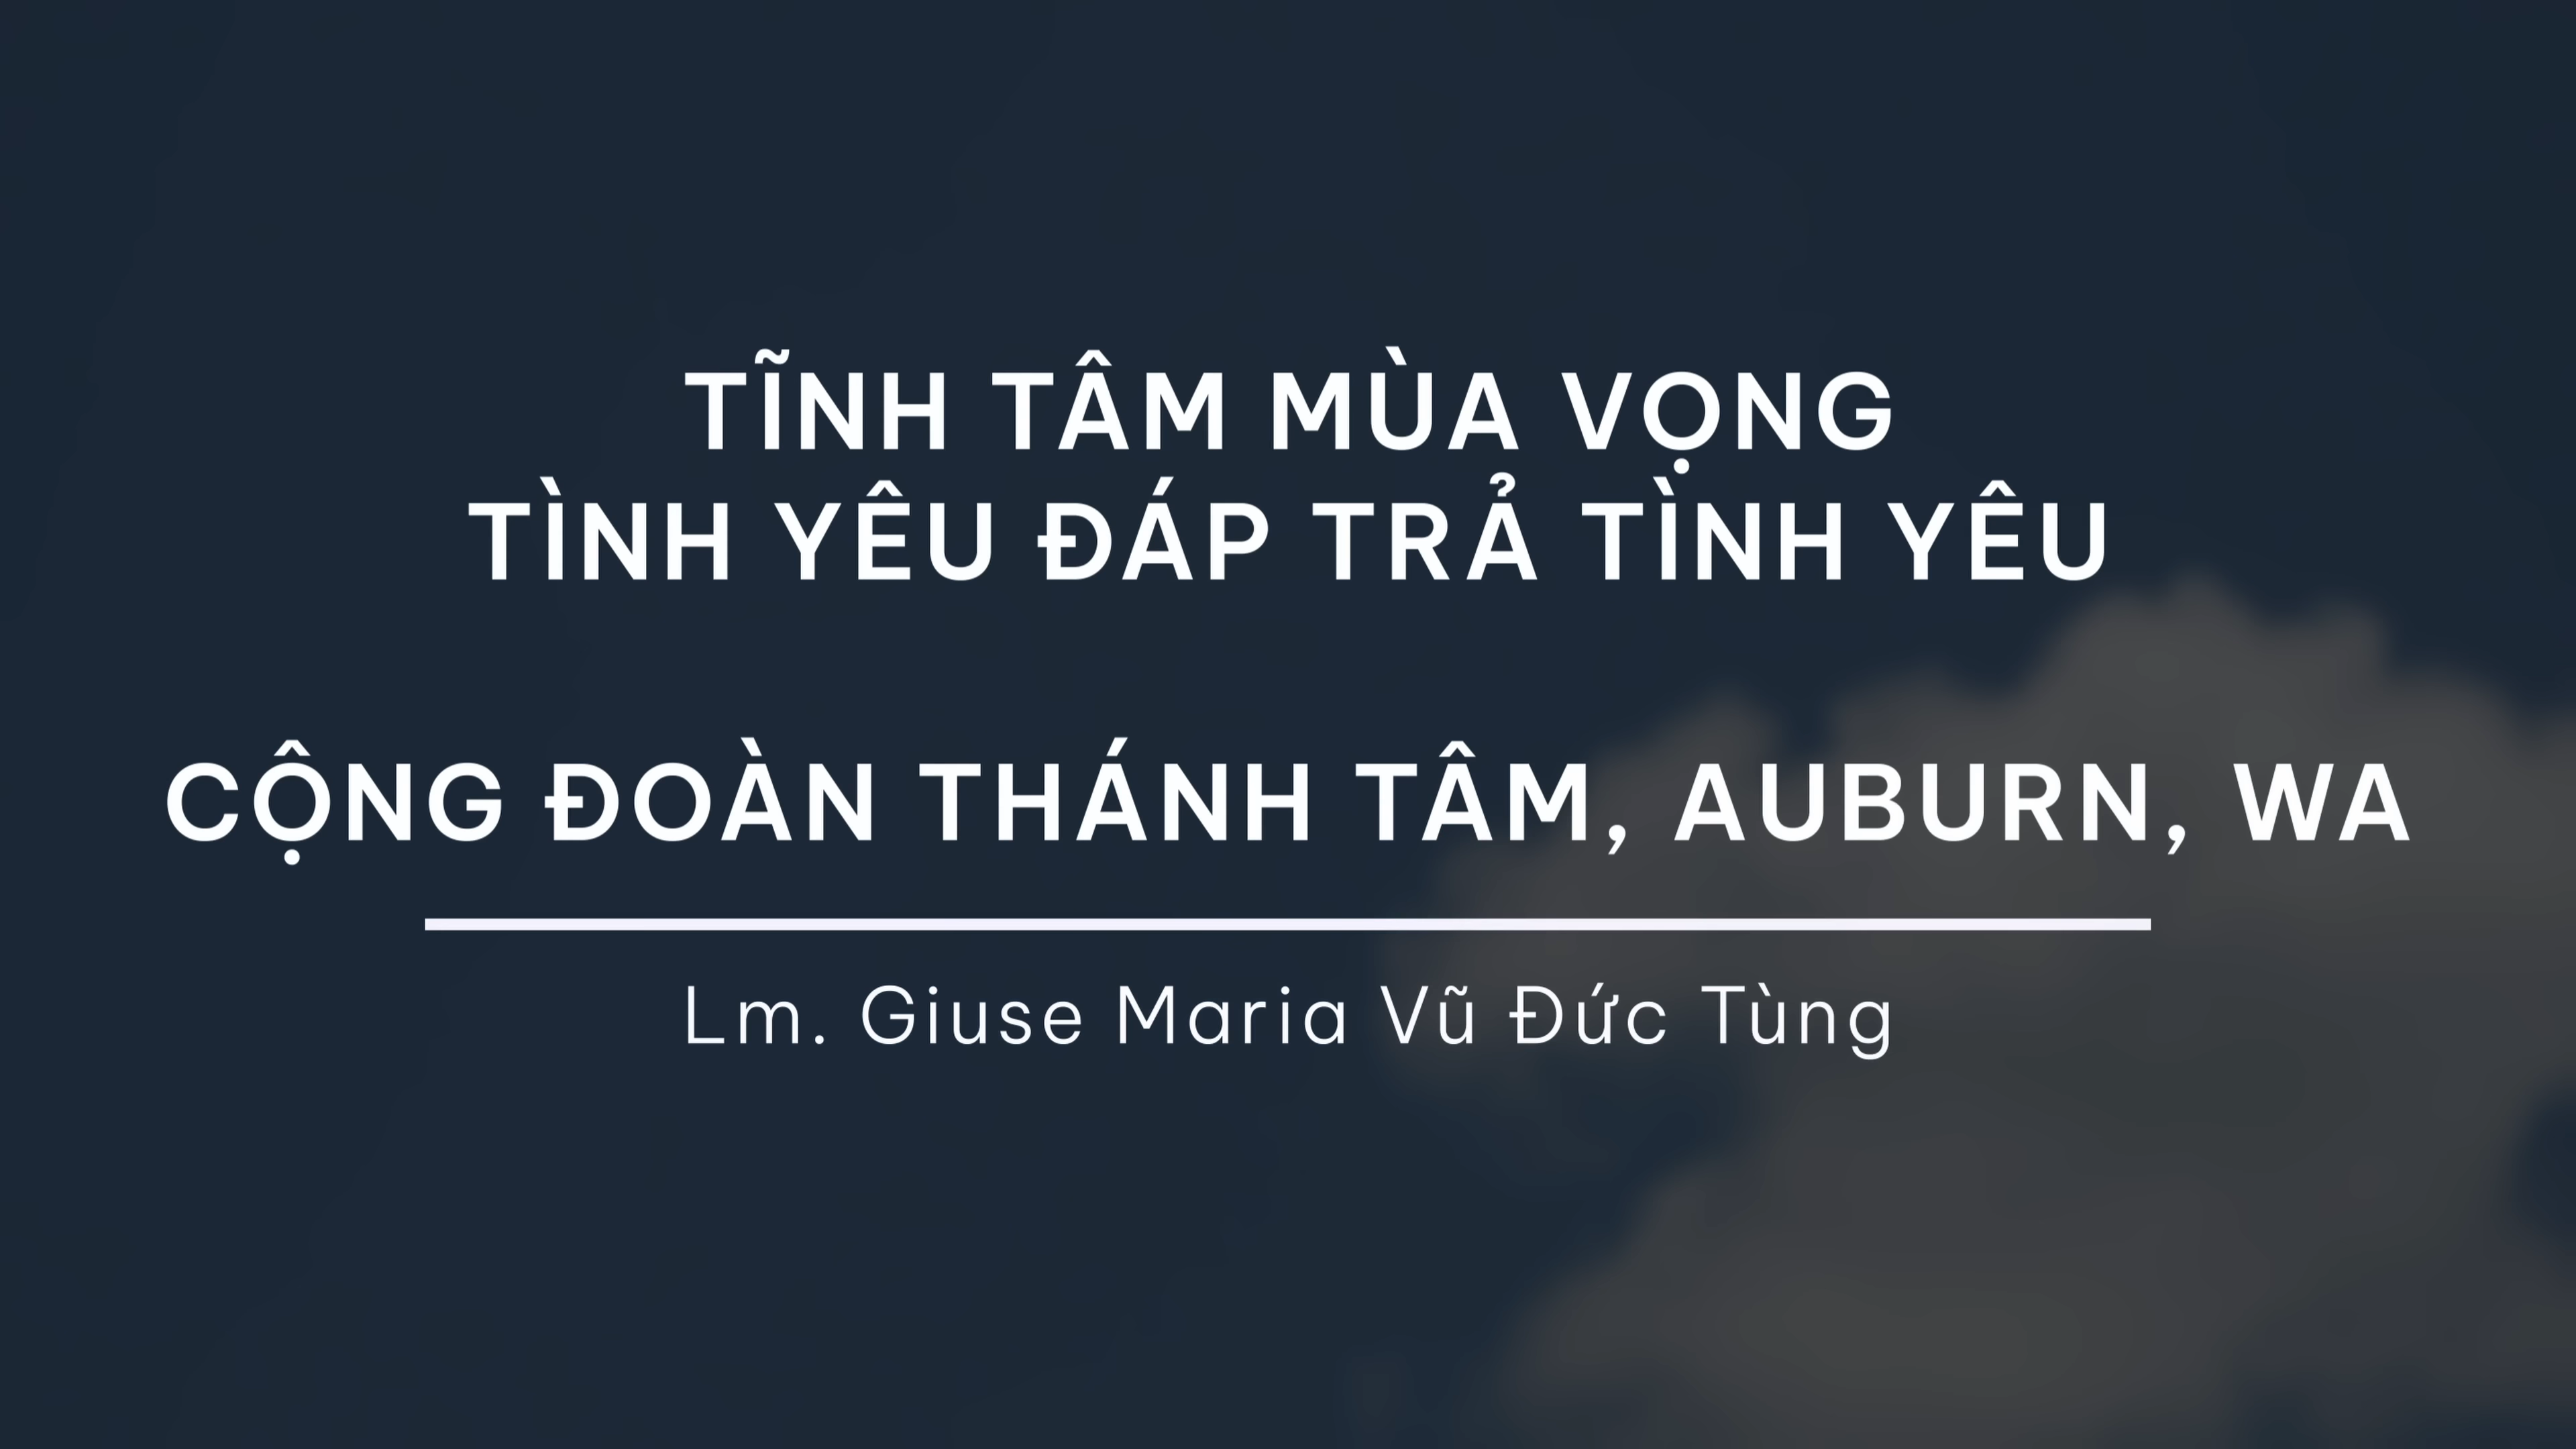 TĨNH TÂM MÙA VỌNG
TÌNH YÊU ĐÁP TRẢ TÌNH YÊU
CỘNG ĐOÀN THÁNH TÂM, AUBURN, WA
Lm. Giuse Maria Vũ Đức Tùng